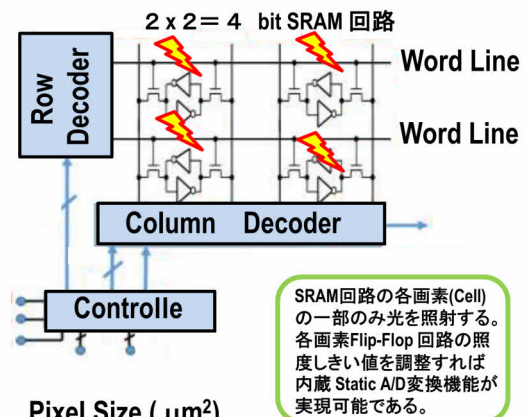 2 x 2 = 4 bit SRAM 回路
Row Decoder
Word Line
Word Line
Column Decoder
Controlle
SRAM回路の各画素(Cell)
の一部のみ光を照射する。
各画素Flip-Flop 回路の照
度しきい値を調整すれば
内蔵 Static A/D変換機能が
実現可能である。
Pixel Size ( μm²)